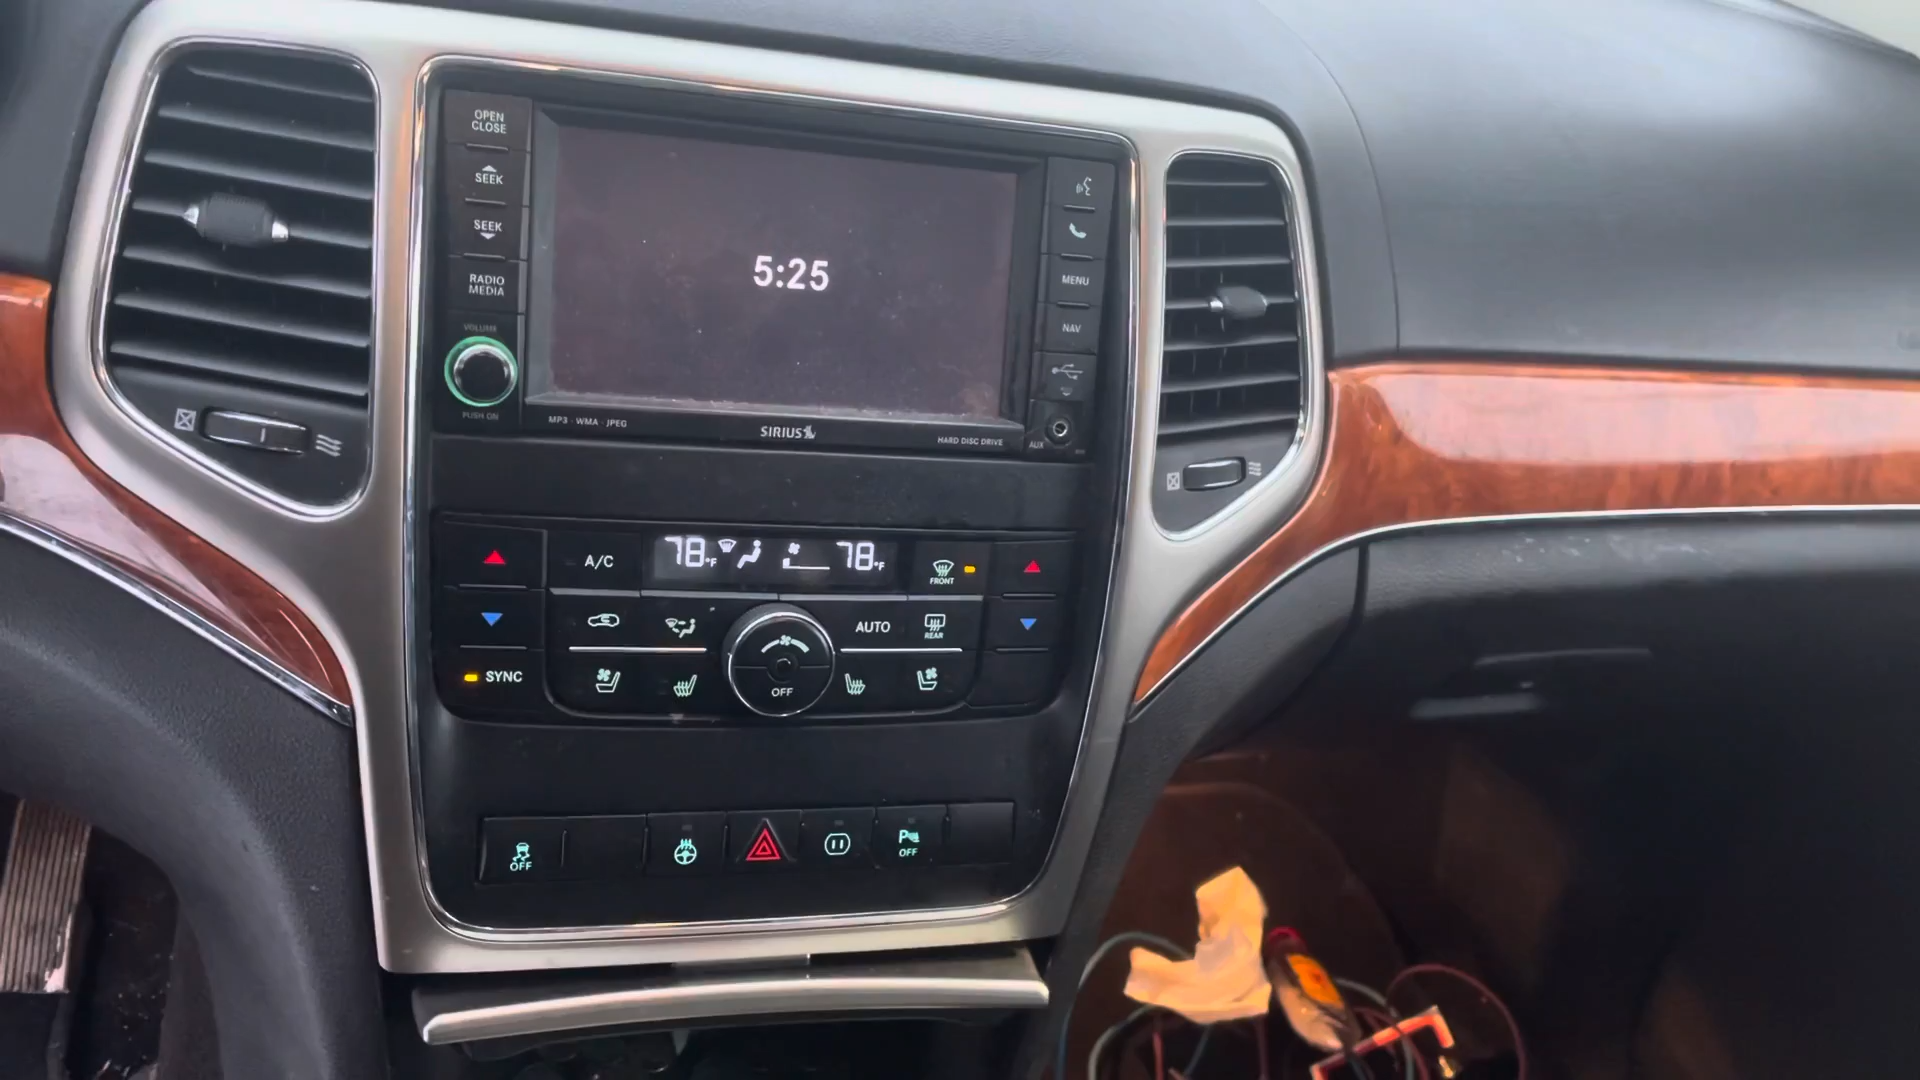 OPEN
CLOSE
SEEK
SEEK
RADIO
MEDIA
VOLUME
PUSH ON
5:25
MENU
NAV
AUX
MP3 · WMA · JPEG
SIRIUS
HARD DISC DRIVE
A/C
78°F
78°F
FRONT
AUTO
REAR
SYNC
OFF
OFF
P OFF